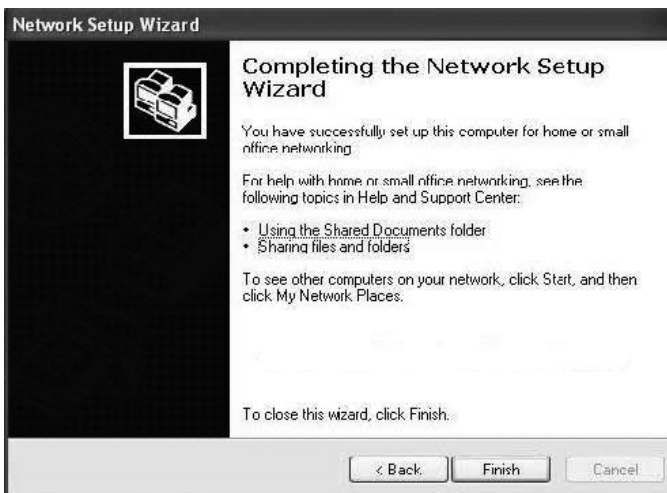 Network Setup Wizard
Completing the Network Setup
Wizard
You have successfully set up this computer for home or small
office networking
For help with home or small office networking, see the
following topics in Help and Support Center:
• Using the Shared Documents folder
• Sharing files and folders
To see other computers on your network, click Start, and then
click My Network Places.
To close this wizard, click Finish.
< Back
Finish
Cancel